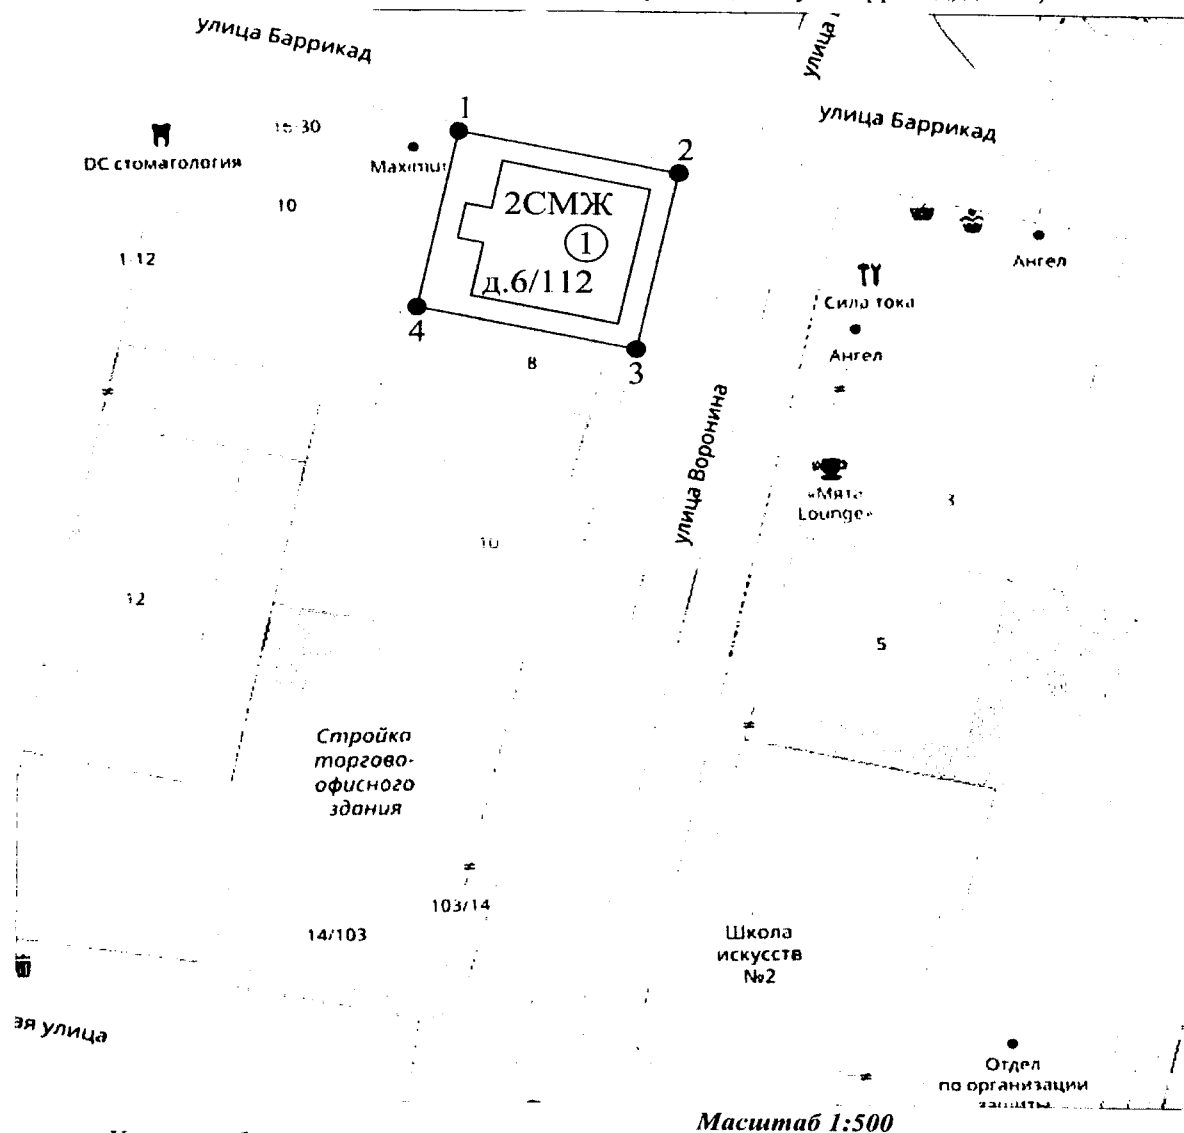 улица Баррикад
улица
улица Баррикад
1
2
DC стоматология
10
2СМЖ
1
д.6/112
4
3
8
1-12
Ангел
Сила тока
Ангел
улица Воронина
«Мята
Lounge»
10
12
5
Стройка
торгово-
офисного
здания
103/14
14/103
Школа
искусств
№2
ая улица
Отдел
по организации
защиты
Масштаб 1:500